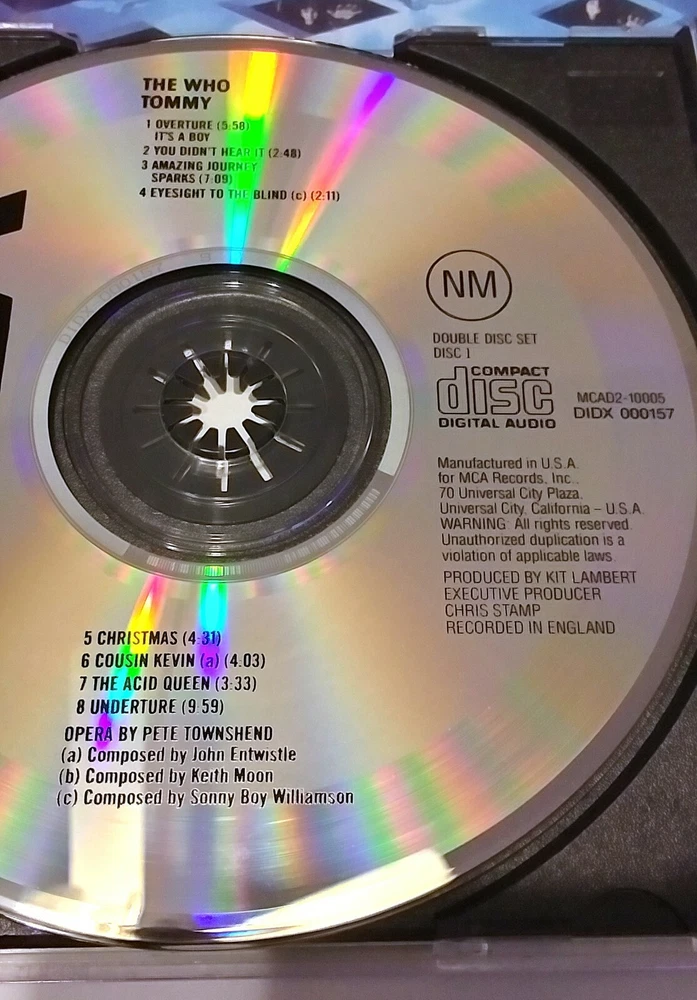 THE WHO
TOMMY
1 OVERTURE (5:58)
IT'S A BOY
2 YOU DIDN'T HEAR IT (2:48)
3 AMAZING JOURNEY
SPARKS (7:09)
4 EYESIGHT TO THE BLIND (c) (2:11)
NM
DOUBLE DISC SET
DISC 1
COMPACT
disc
DIGITAL AUDIO
MCAD2-10005
DIDX 000157
Manufactured in U.S.A.
for MCA Records, Inc.
70 Universal City Plaza.
Universal City, California – U.S.A.
WARNING: All rights reserved.
Unauthorized duplication is a
violation of applicable laws.
PRODUCED BY KIT LAMBERT
EXECUTIVE PRODUCER
CHRIS STAMP
RECORDED IN ENGLAND
5 CHRISTMAS (4:31)
6 COUSIN KEVIN (a) (4:03)
7 THE ACID QUEEN (3:33)
8 UNDERTURE (9:59)
OPERA BY PETE TOWNSHEND
(a) Composed by John Entwistle
(b) Composed by Keith Moon
(c) Composed by Sonny Boy Williamson